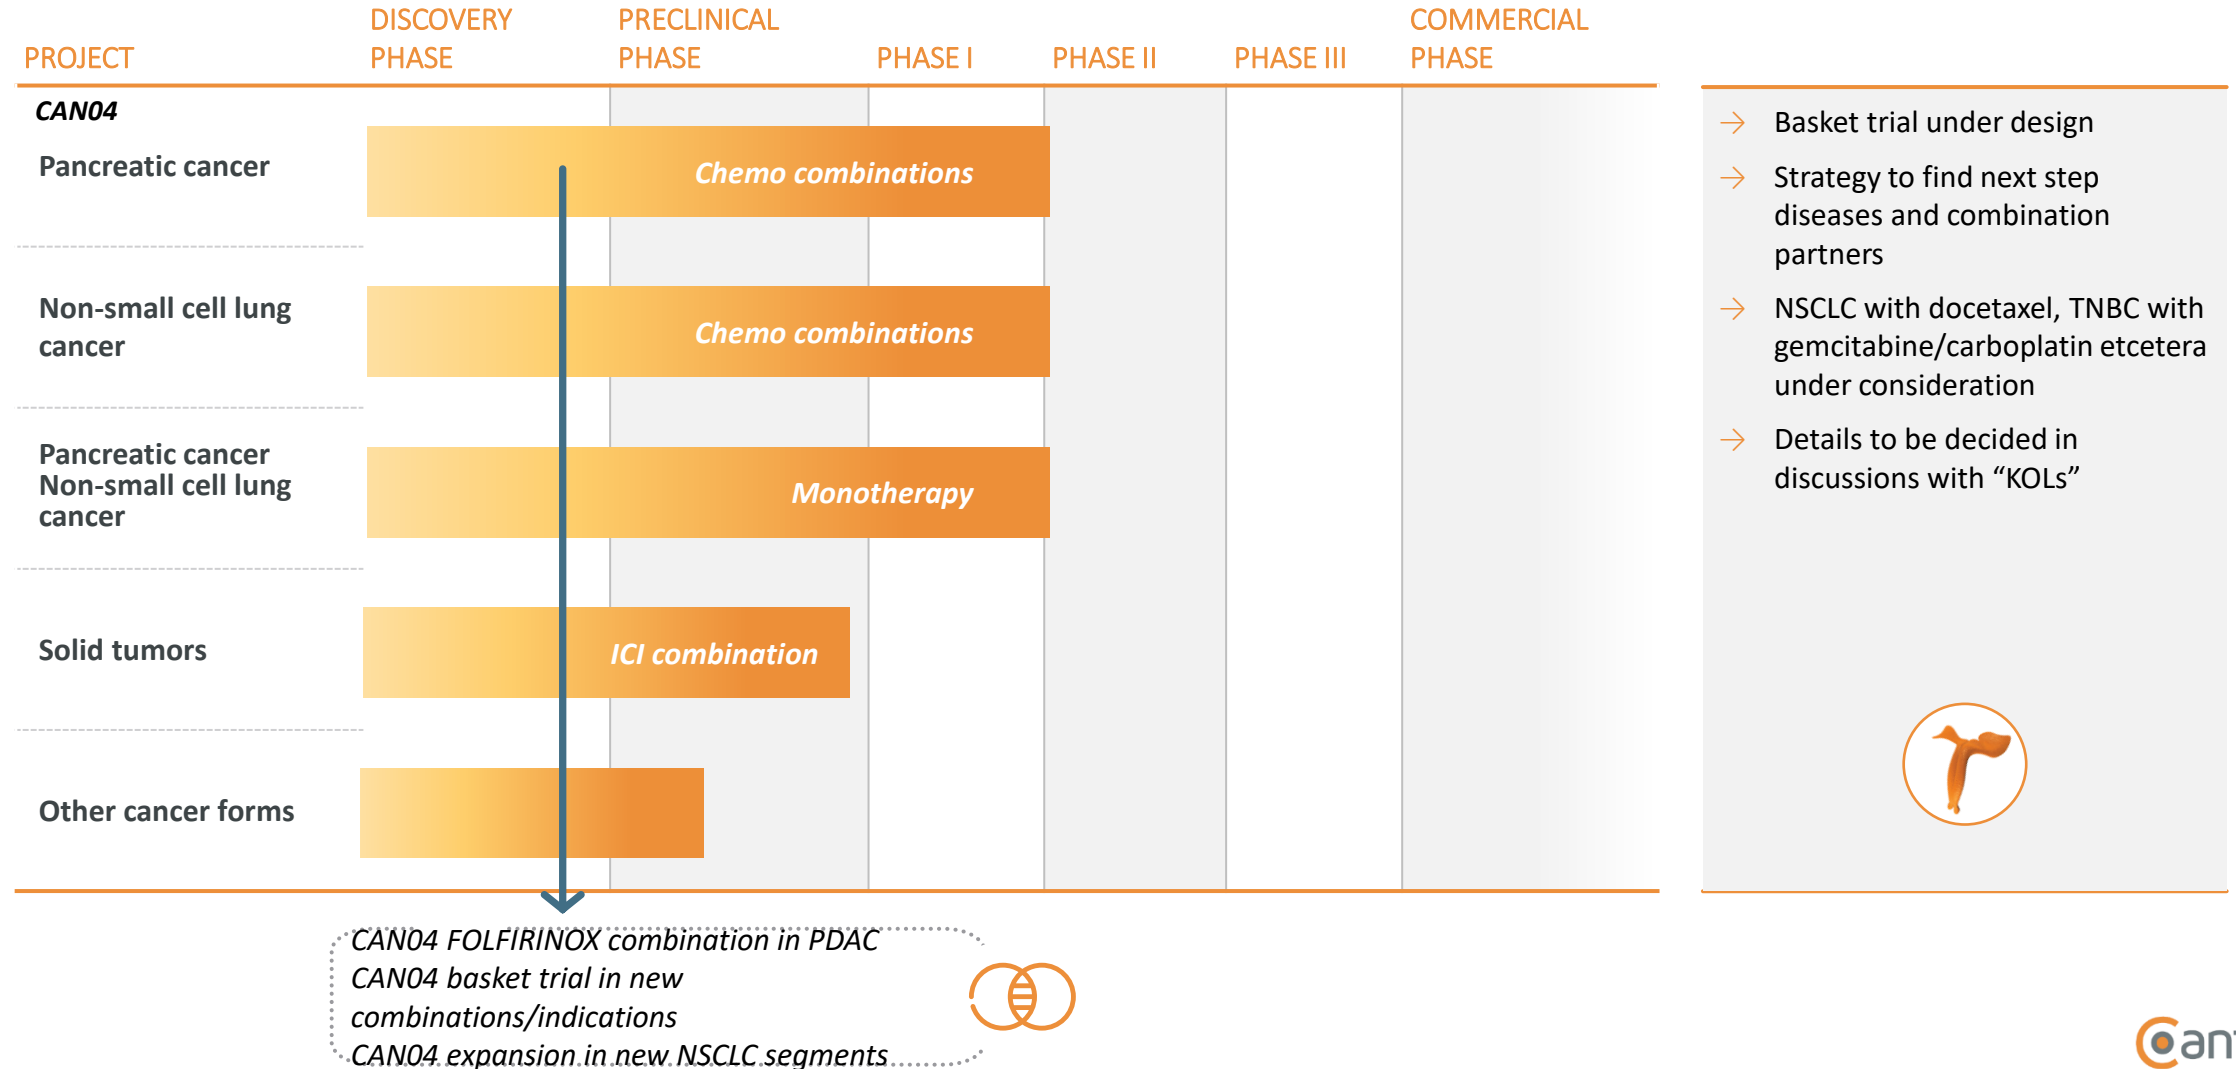 PROJECT
DISCOVERY
PHASE
PRECLINICAL
PHASE
PHASE I
PHASE II
PHASE III
COMMERCIAL
PHASE
CAN04
Pancreatic cancer
Chemo combinations
Non-small cell lung
cancer
Chemo combinations
Pancreatic cancer
Non-small cell lung
cancer
Monotherapy
Solid tumors
ICI combination
Other cancer forms
CAN04 FOLFIRINOX combination in PDAC
CAN04 basket trial in new
combinations/indications
CAN04 expansion in new NSCLC segments
Basket trial under design
Strategy to find next step
diseases and combination
partners
NSCLC with docetaxel, TNBC with
gemcitabine/carboplatin etcetera
under consideration
Details to be decided in
discussions with “KOLs”
Can